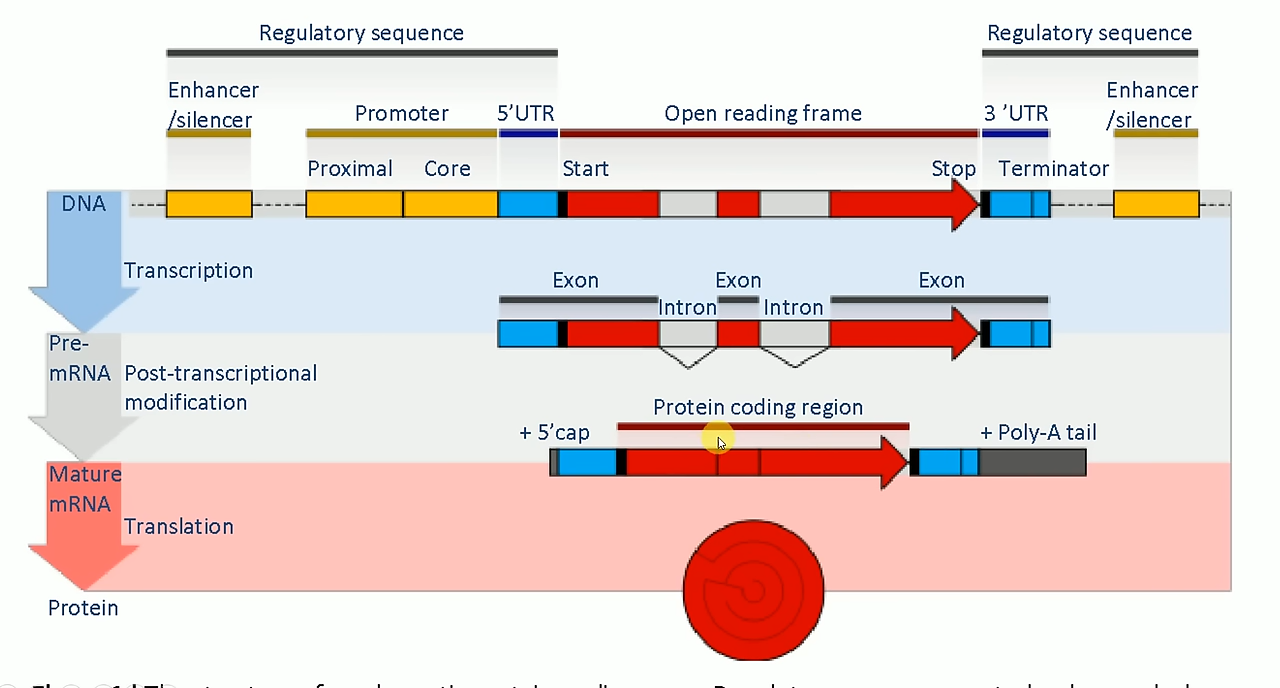 Regulatory sequence
Regulatory sequence
Enhancer
/silencer
Promoter
5’UTR
Open reading frame
3 ’UTR
Enhancer
/silencer
Proximal
Core
Start
Stop
Terminator
DNA
Transcription
Exon
Exon
Exon
Intron
Intron
Pre-
mRNA
Post-transcriptional
modification
Protein coding region
+ 5’cap
+ Poly-A tail
Mature
mRNA
Translation
Protein